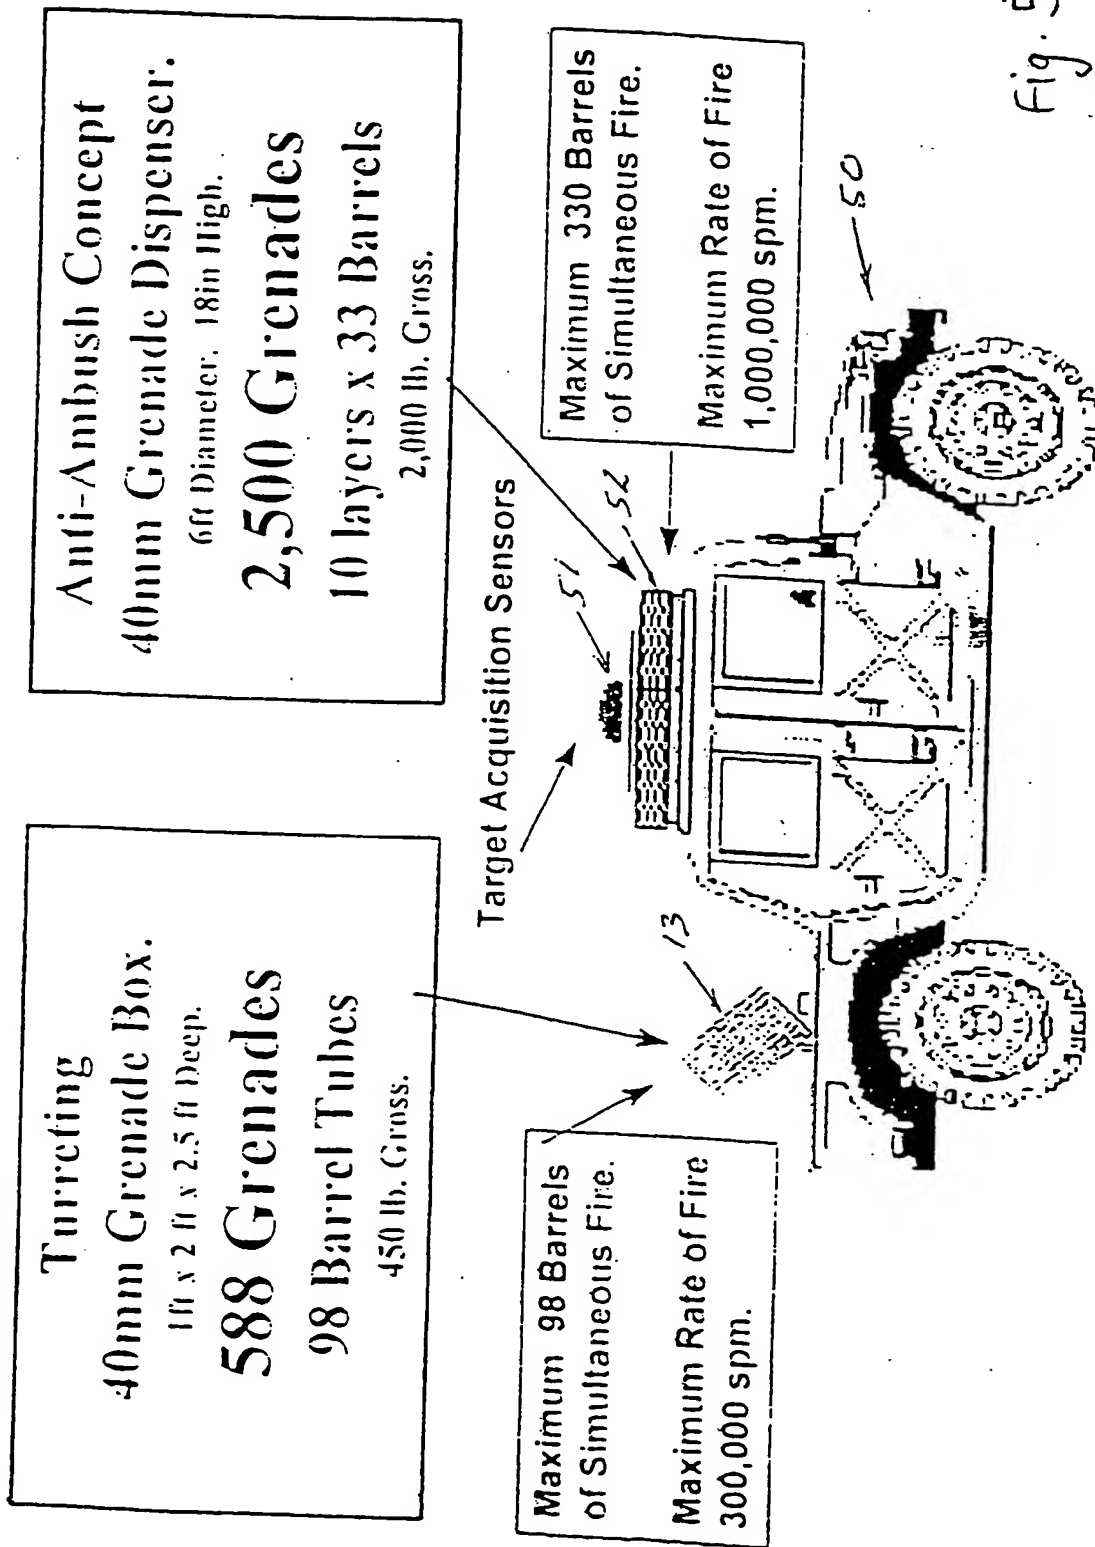 Turreting
40mm Grenade Box.
1ft x 2 ft x 2.5 ft Deep.
588 Grenades
98 Barrel Tubes
450 lb. Gross.
Anti-Ambush Concept
40mm Grenade Dispenser.
6ft Diameter. 18in High.
2,500 Grenades
10 layers x 33 Barrels
2,000 lb. Gross.
Target Acquisition Sensors
51
52
13
Maximum 98 Barrels
of Simultaneous Fire.
Maximum Rate of Fire
300,000 spm.
Maximum 330 Barrels
of Simultaneous Fire.
Maximum Rate of Fire
1,000,000 spm.
50
Fig.